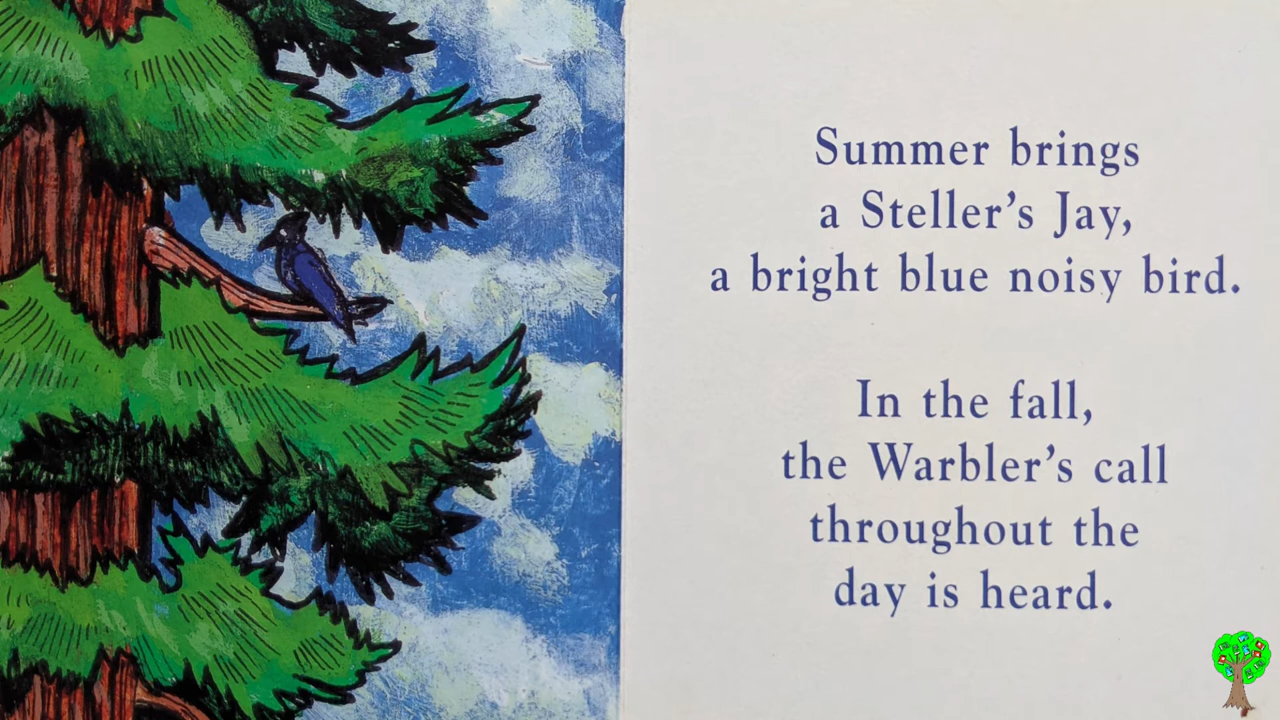 Summer brings
a Steller's Jay,
a bright blue noisy bird.
In the fall,
the Warbler's call
throughout the
day is heard.